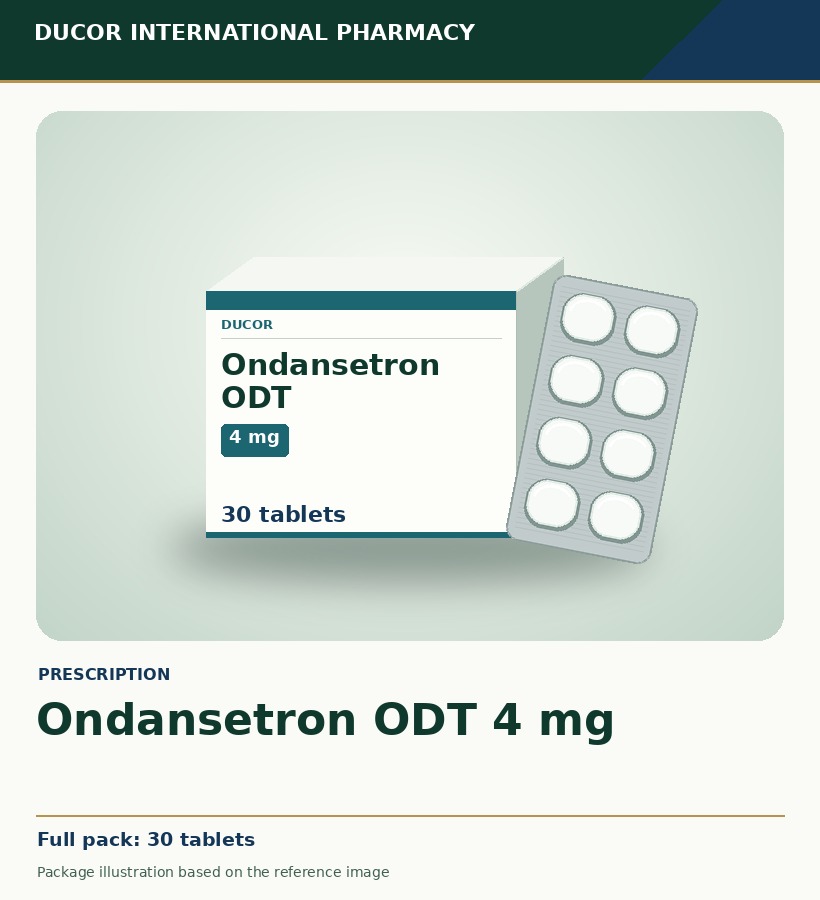 DUCOR INTERNATIONAL PHARMACY
DUCOR
Ondansetron
ODT
4 mg
30 tablets
PRESCRIPTION
Ondansetron ODT 4 mg
Full pack: 30 tablets
Package illustration based on the reference image